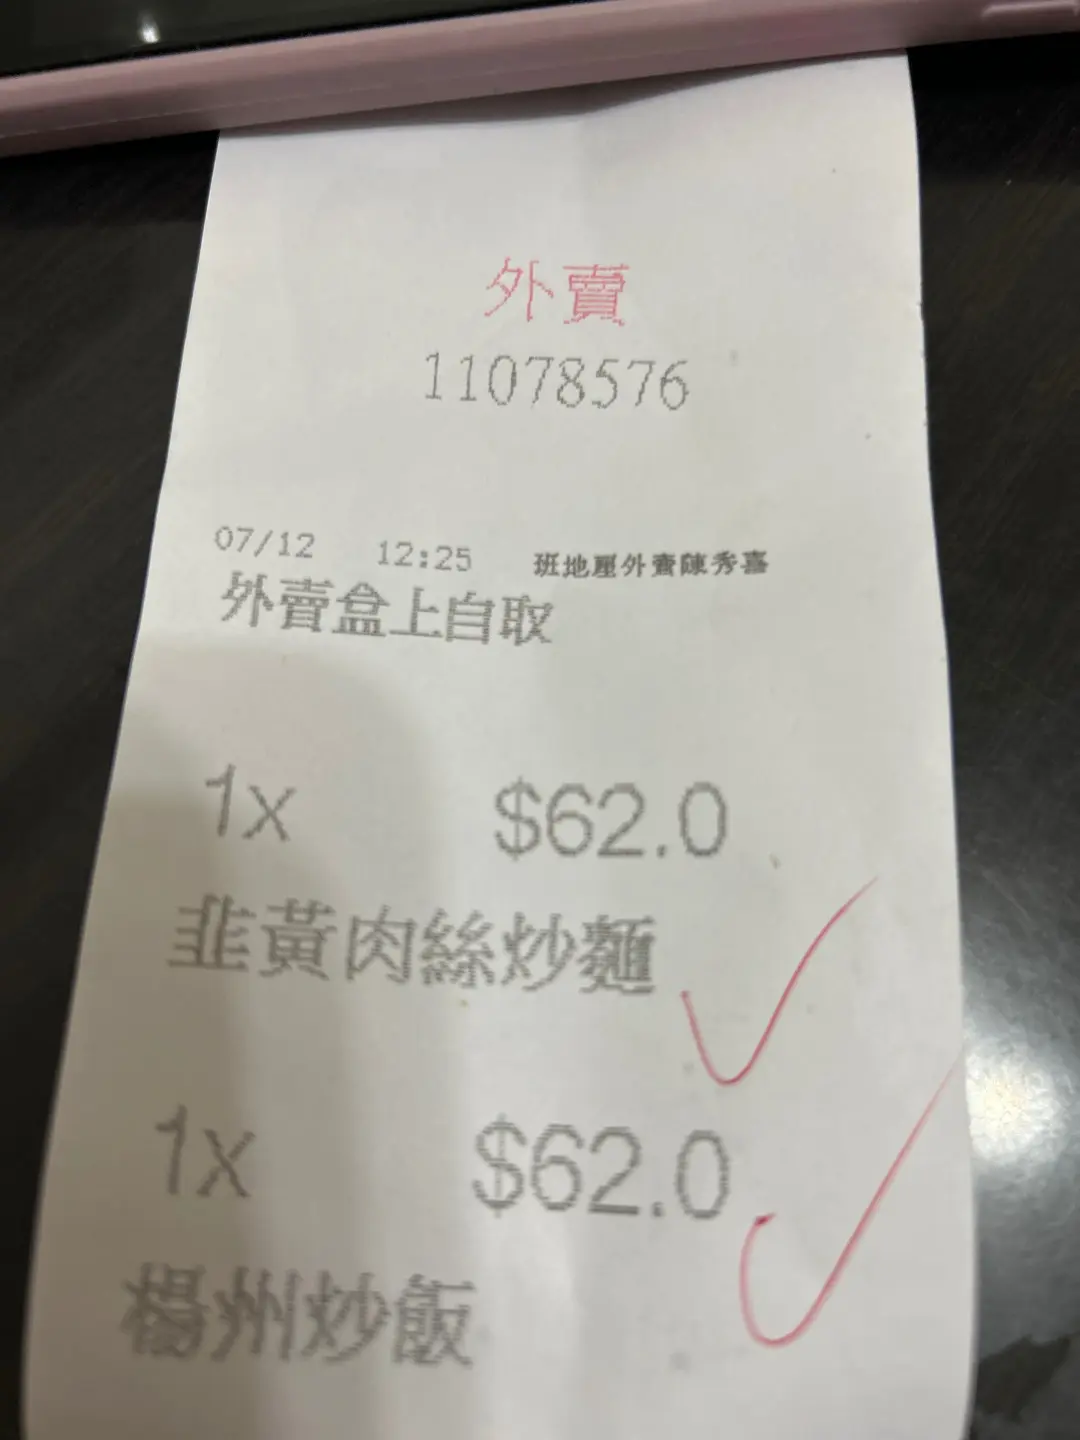 外賣
11078576
07/12 12:25 班地厘外賣陳秀嘉
外賣盒上自取
1x $62.0
韭黃肉絲炒麵
1x $62.0
楊州炒飯